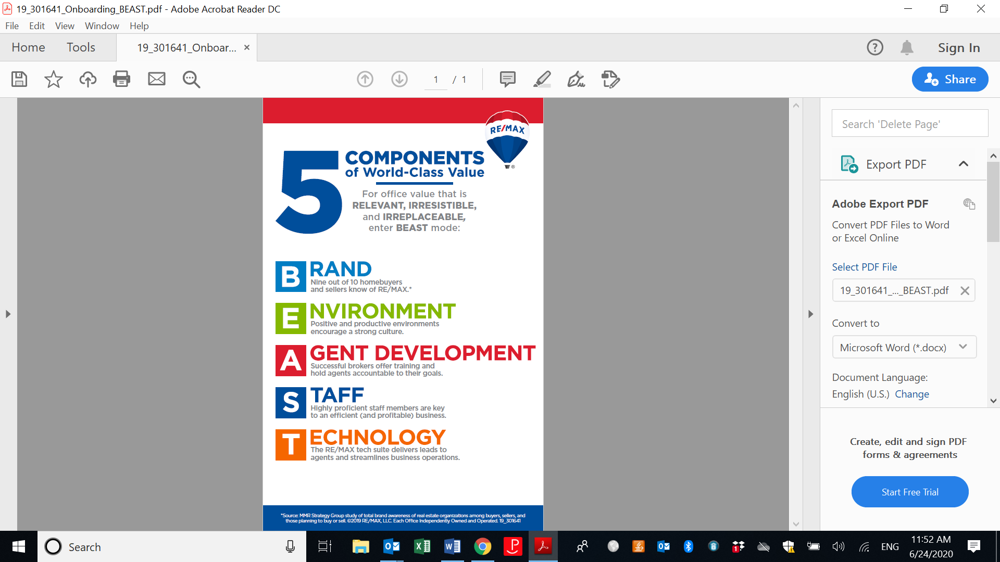 19_301641_Onboarding_BEAST.pdf - Adobe Acrobat Reader DC
File Edit View Window Help
Home Tools 19_301641_Onboar... × Sign In
1 / 1
Share
RE/MAX
®
5 COMPONENTS
of World-Class Value
For office value that is
RELEVANT, IRRESISTIBLE,
and IRREPLACEABLE,
enter BEAST mode:
BRAND
Nine out of 10 homebuyers
and sellers know of RE/MAX.*
ENVIRONMENT
Positive and productive environments
encourage a strong culture.
AGENT DEVELOPMENT
Successful brokers offer training and
hold agents accountable to their goals.
STAFF
Highly proficient staff members are key
to an efficient (and profitable) business.
TECHNOLOGY
The RE/MAX tech suite delivers leads to
agents and streamlines business operations.
*Source: MMR Strategy Group study of total brand awareness of real estate organizations among buyers, sellers, and
those planning to buy or sell. ©2019 RE/MAX, LLC. Each Office Independently Owned and Operated. 19_301641
Search 'Delete Page'
Export PDF
Adobe Export PDF
Convert PDF Files to Word
or Excel Online
Select PDF File
19_301641_..._BEAST.pdf
Convert to
Microsoft Word (*.docx)
Document Language:
English (U.S.) Change
Create, edit and sign PDF
forms & agreements
Start Free Trial
Search
ENG
11:52 AM
6/24/2020